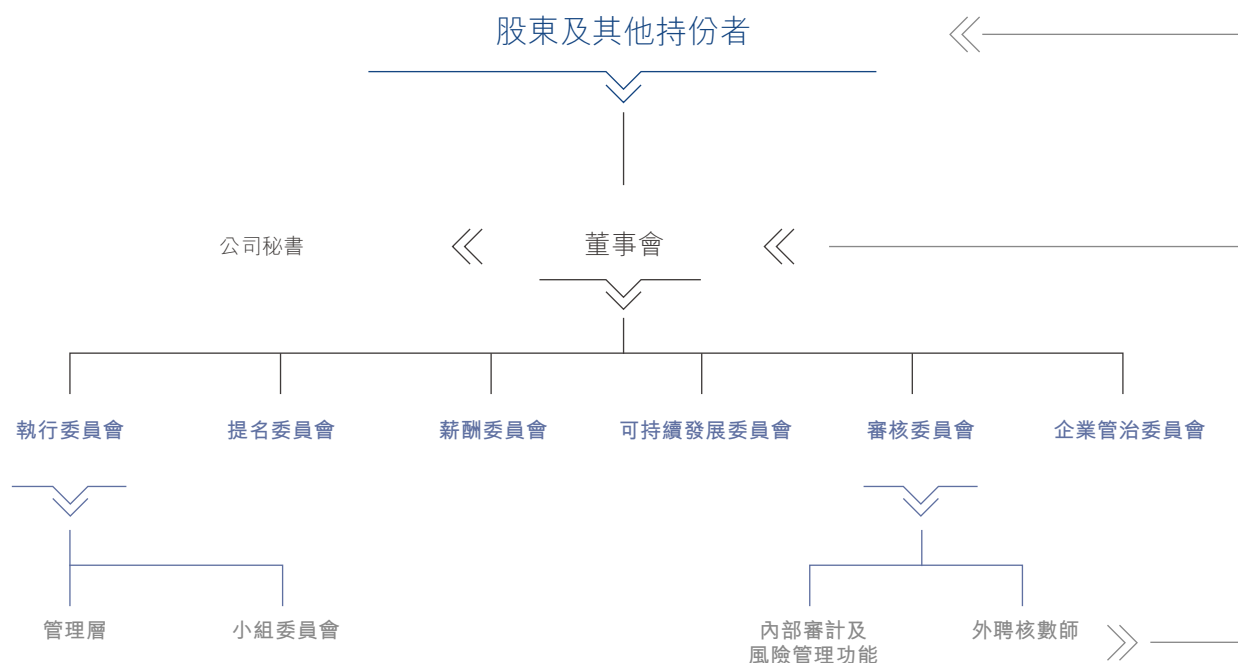 股東及其他持份者
公司秘書
董事會
執行委員會
提名委員會
薪酬委員會
可持續發展委員會
審核委員會
企業管治委員會
管理層
小組委員會
內部審計及
風險管理功能
外聘核數師